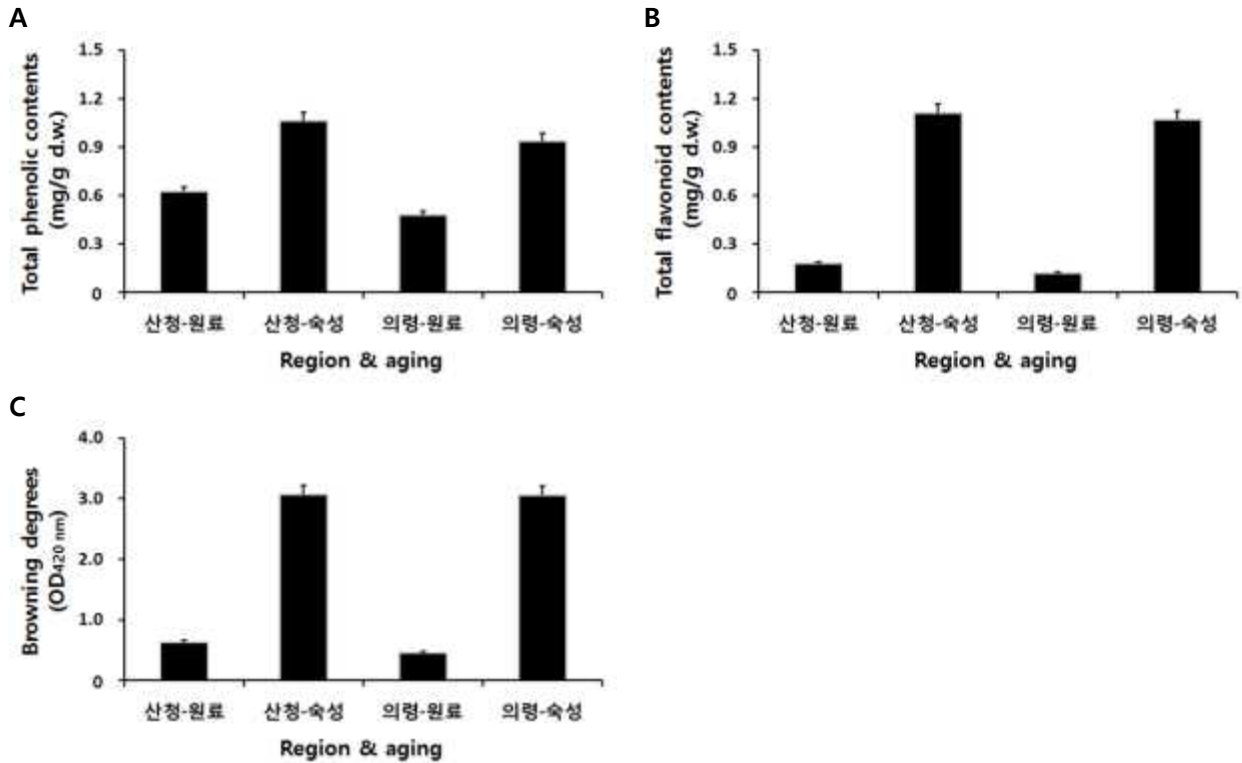 A
Total phenolic contents
(mg/g d.w.)
1.5
1.2
0.9
0.6
0.3
0
산청-원료 산청-숙성 의령-원료 의령-숙성
Region & aging
B
Total flavonoid contents
(mg/g d.w.)
1.5
1.2
0.9
0.6
0.3
0
산청-원료 산청-숙성 의령-원료 의령-숙성
Region & aging
C
Browning degrees
(OD420 nm)
4.0
3.0
2.0
1.0
0
산청-원료 산청-숙성 의령-원료 의령-숙성
Region & aging